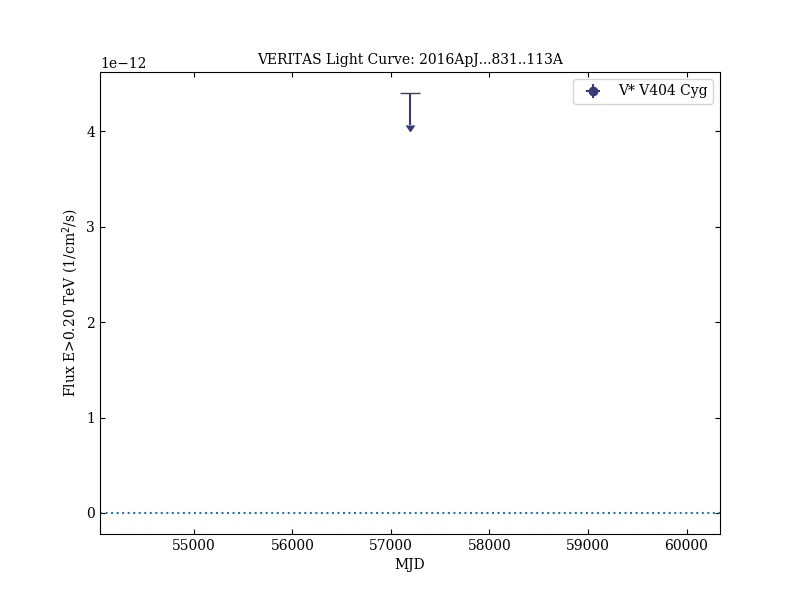 VERITAS Light Curve: 2016ApJ...831..113A
1e−12
V* V404 Cyg
4
3
2
1
0
Flux E>0.20 TeV (1/cm²/s)
55000 56000 57000 58000 59000 60000
MJD